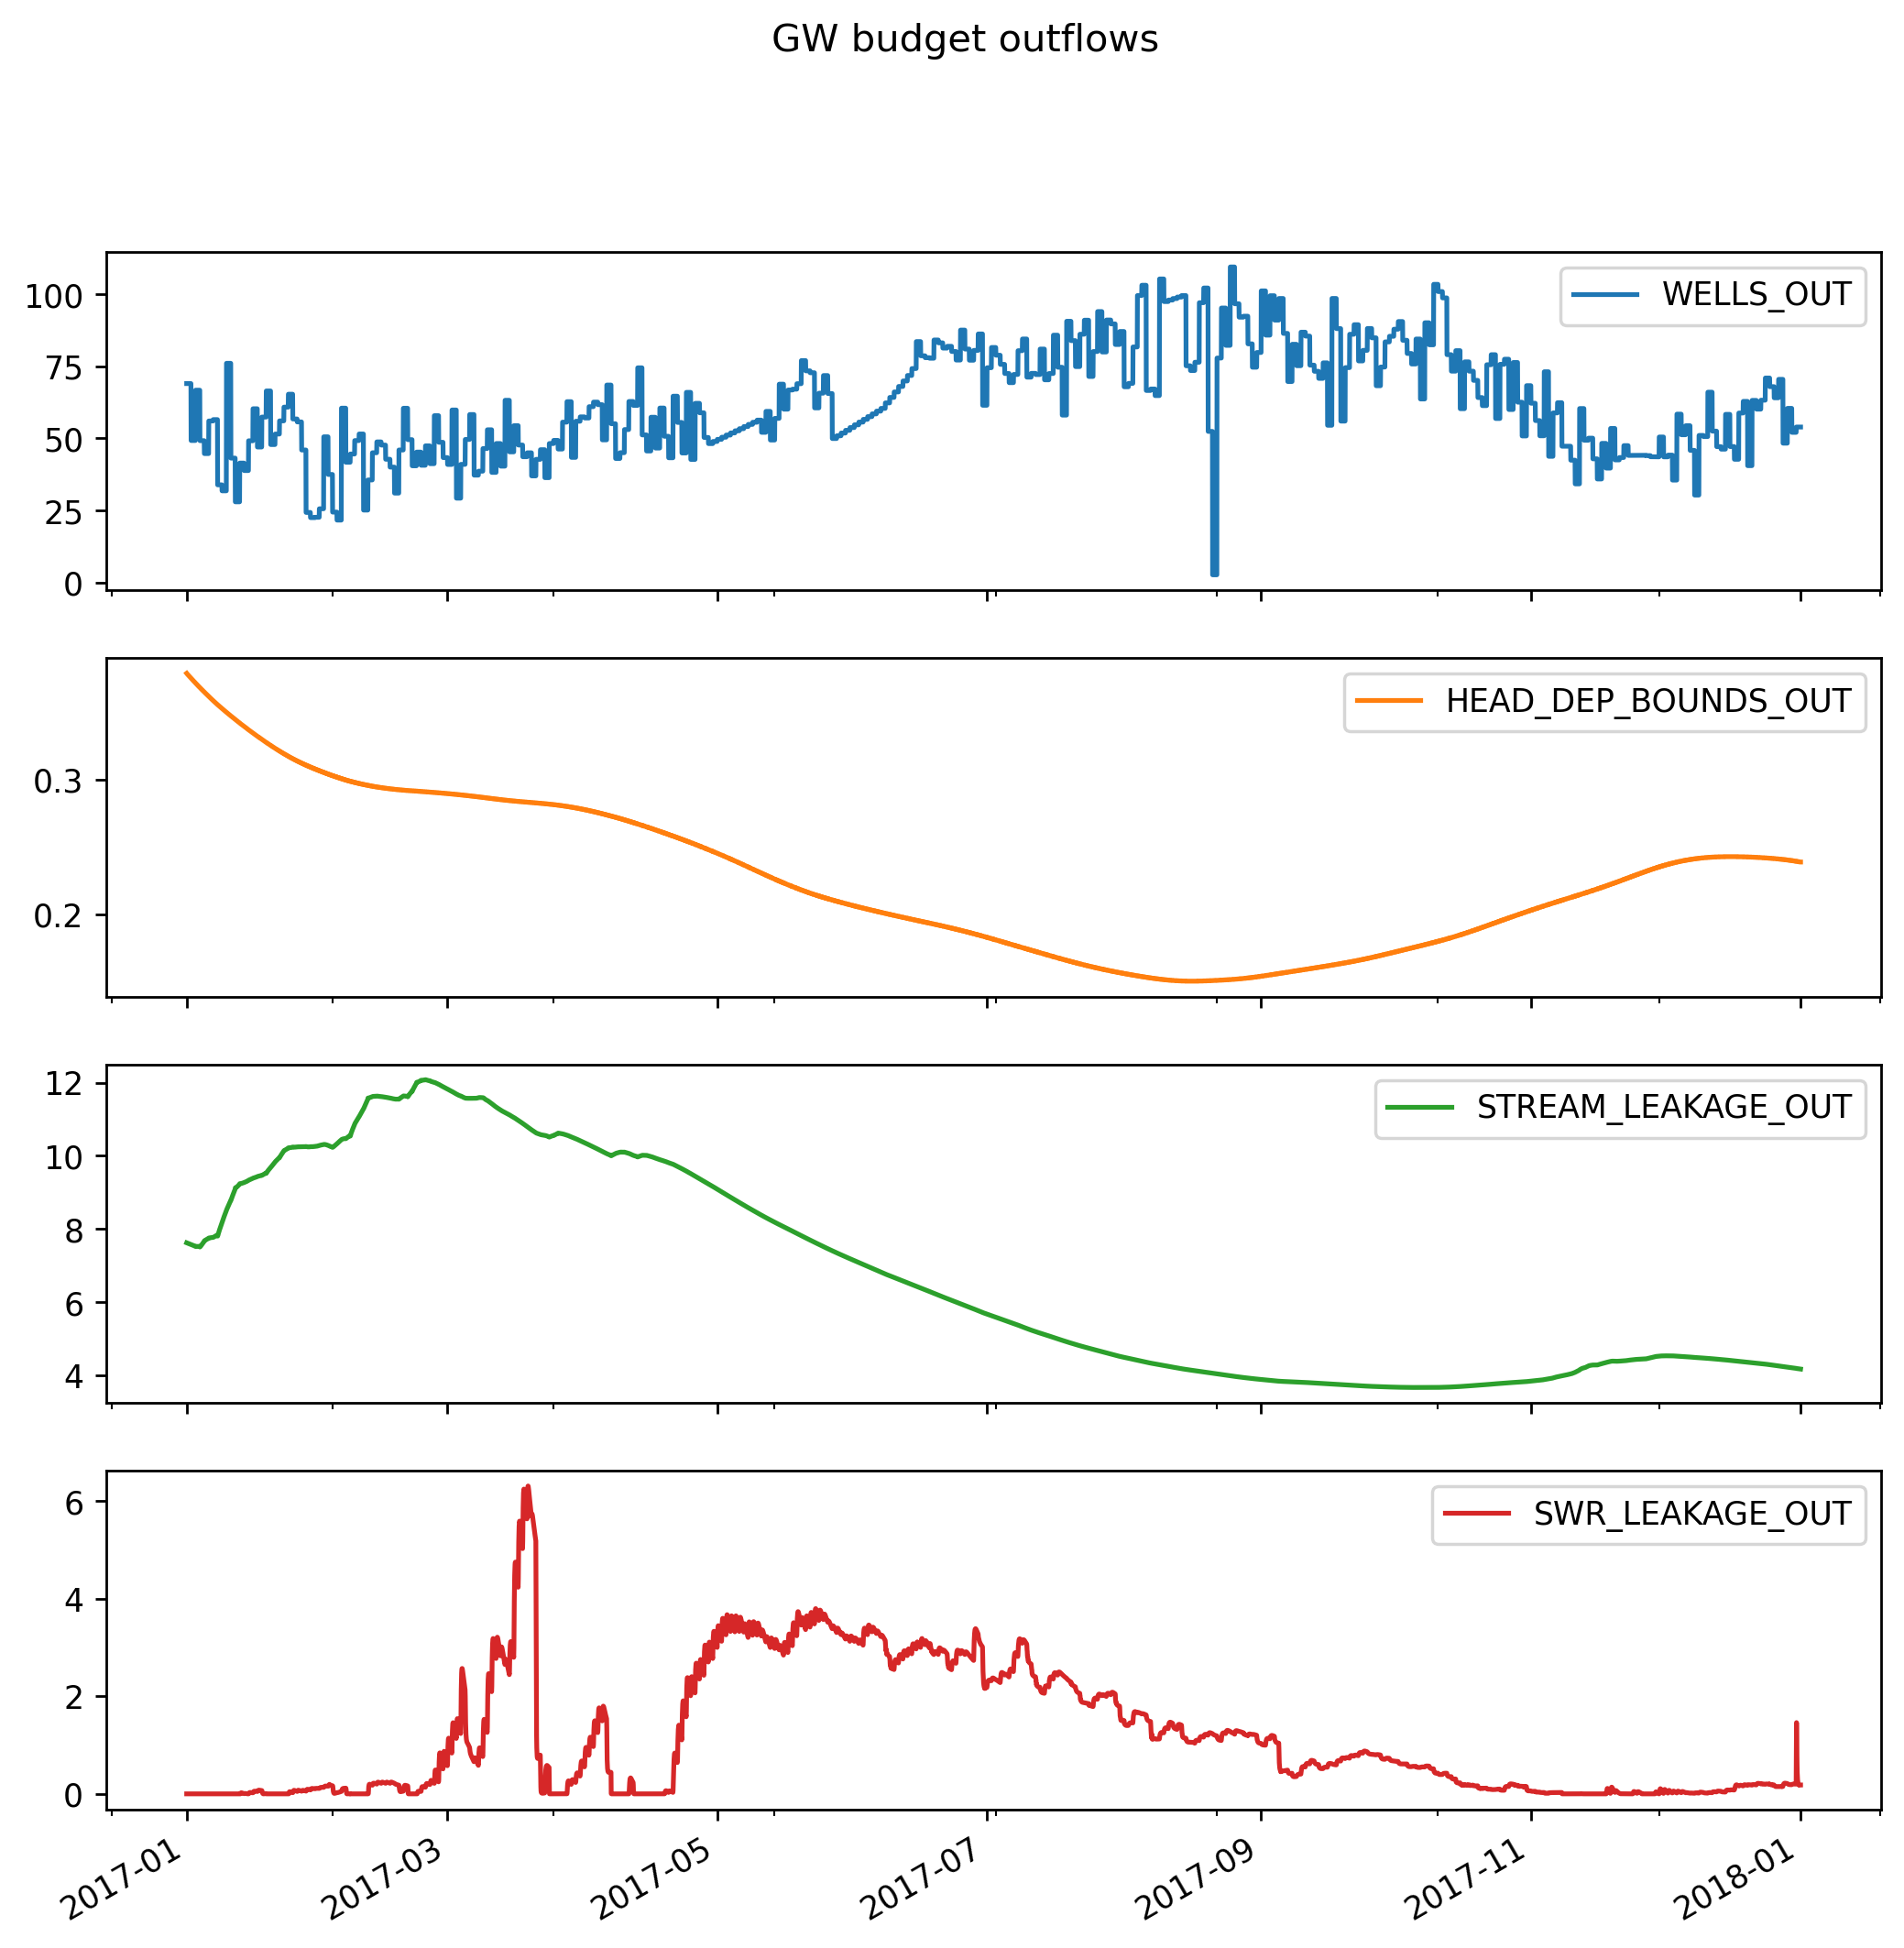 GW budget outflows
WELLS_OUT
100
75
50
25
0
HEAD_DEP_BOUNDS_OUT
0.3
0.2
STREAM_LEAKAGE_OUT
12
10
8
6
4
SWR_LEAKAGE_OUT
6
4
2
0
2017-01 2017-03 2017-05 2017-07 2017-09 2017-11 2018-01